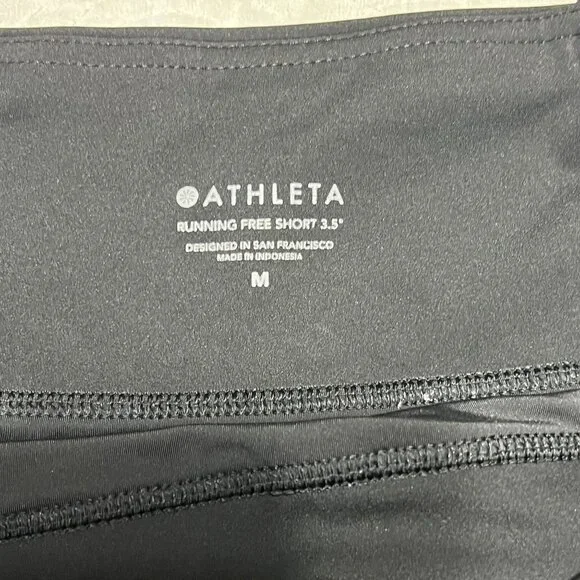 ATHLETA
RUNNING FREE SHORT 3.5"
DESIGNED IN SAN FRANCISCO
MADE IN INDONESIA
M